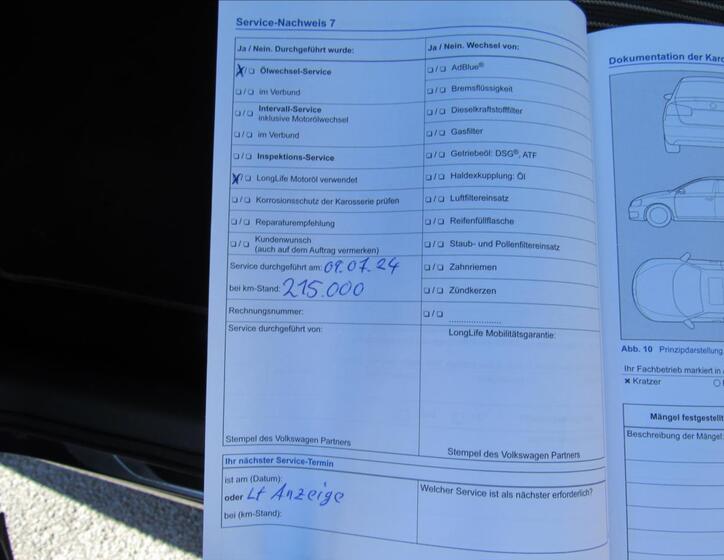 Service-Nachweis 7
Ja / Nein. Durchgeführt wurde:
X/❏ Ölwechsel-Service
❏/❏ im Verbund
❏/❏ Intervall-Service
inklusive Motorölwechsel
❏/❏ im Verbund
❏/❏ Inspektions-Service
X/❏ LongLife Motoröl verwendet
❏/❏ Korrosionsschutz der Karosserie prüfen
❏/❏ Reparaturempfehlung
❏/❏ Kundenwunsch
(auch auf dem Auftrag vermerken)
Service durchgeführt am: 09.07.24
bei km-Stand: 215.000
Rechnungsnummer:
Service durchgeführt von:
Stempel des Volkswagen Partners
Ja / Nein. Wechsel von:
❏/❏ AdBlue®
❏/❏ Bremsflüssigkeit
❏/❏ Dieselkraftstofffilter
❏/❏ Gasfilter
❏/❏ Getriebeöl: DSG®, ATF
❏/❏ Haldexkupplung: Öl
❏/❏ Luftfiltereinsatz
❏/❏ Reifenfüllflasche
❏/❏ Staub- und Pollenfiltereinsatz
❏/❏ Zahnriemen
❏/❏ Zündkerzen
❏/❏ ....................
LongLife Mobilitätsgarantie:
Stempel des Volkswagen Partners
Ihr nächster Service-Termin
ist am (Datum):
oder Lt Anzeige
bei (km-Stand):
Welcher Service ist als nächster erforderlich?
Dokumentation der Karo
Abb. 10 Prinzipdarstellung
Ihr Fachbetrieb markiert in
✖ Kratzer
Mängel festgestellt
Beschreibung der Mängel